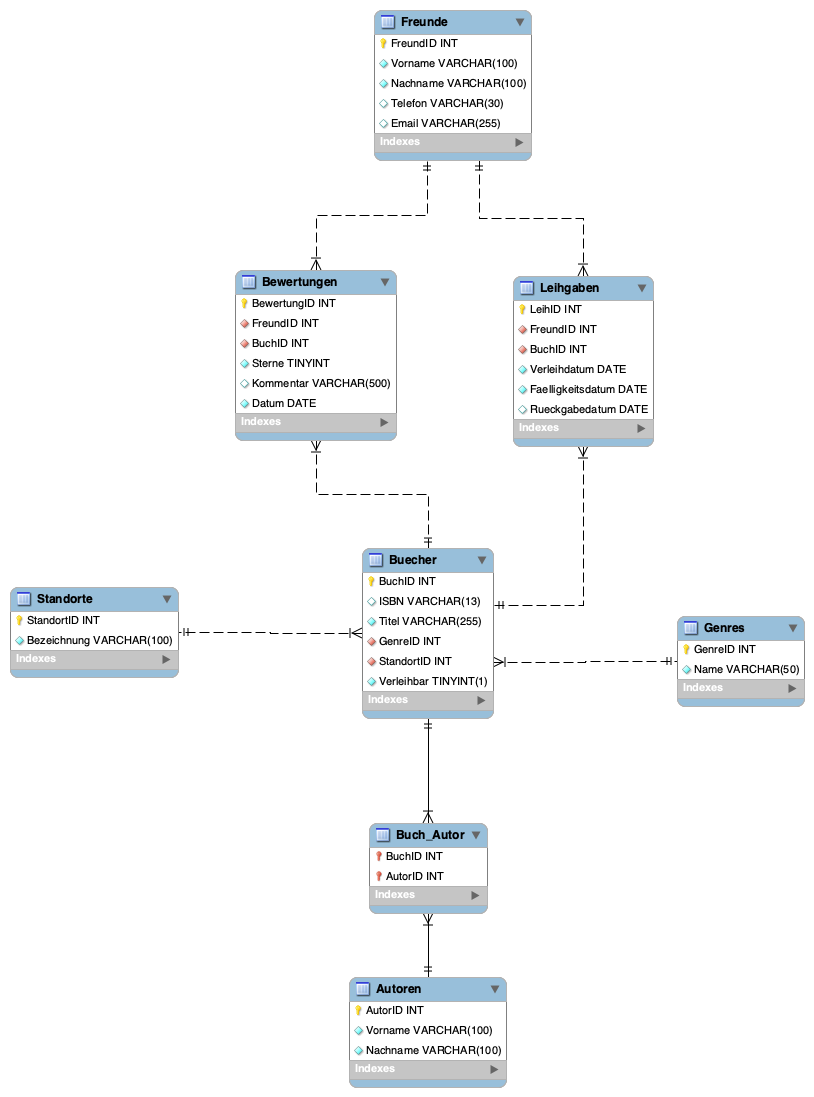 Freunde
FreundID INT
Vorname VARCHAR(100)
Nachname VARCHAR(100)
Telefon VARCHAR(30)
Email VARCHAR(255)
Indexes
Bewertungen
BewertungID INT
FreundID INT
BuchID INT
Sterne TINYINT
Kommentar VARCHAR(500)
Datum DATE
Indexes
Leihgaben
LeihID INT
FreundID INT
BuchID INT
Verleihdatum DATE
Faelligkeitsdatum DATE
Rueckgabedatum DATE
Indexes
Buecher
BuchID INT
ISBN VARCHAR(13)
Titel VARCHAR(255)
GenreID INT
StandortID INT
Verleihbar TINYINT(1)
Indexes
Standorte
StandortID INT
Bezeichnung VARCHAR(100)
Indexes
Genres
GenreID INT
Name VARCHAR(50)
Indexes
Buch_Autor
BuchID INT
AutorID INT
Indexes
Autoren
AutorID INT
Vorname VARCHAR(100)
Nachname VARCHAR(100)
Indexes